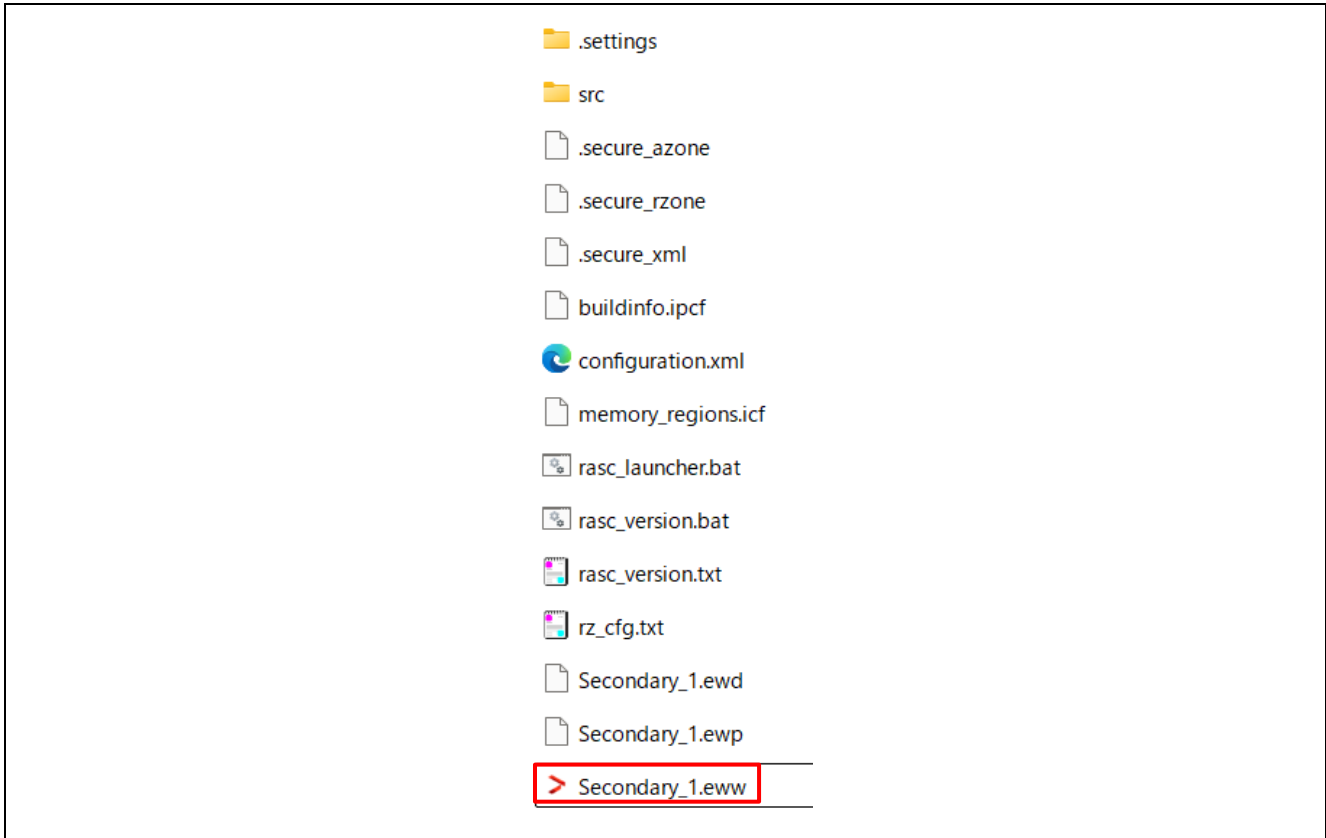 .settings
src
.secure_azone
.secure_rzone
.secure_xml
buildinfo.ipcf
configuration.xml
memory_regions.icf
rasc_launcher.bat
rasc_version.bat
rasc_version.txt
rz_cfg.txt
Secondary_1.ewd
Secondary_1.ewp
Secondary_1.eww